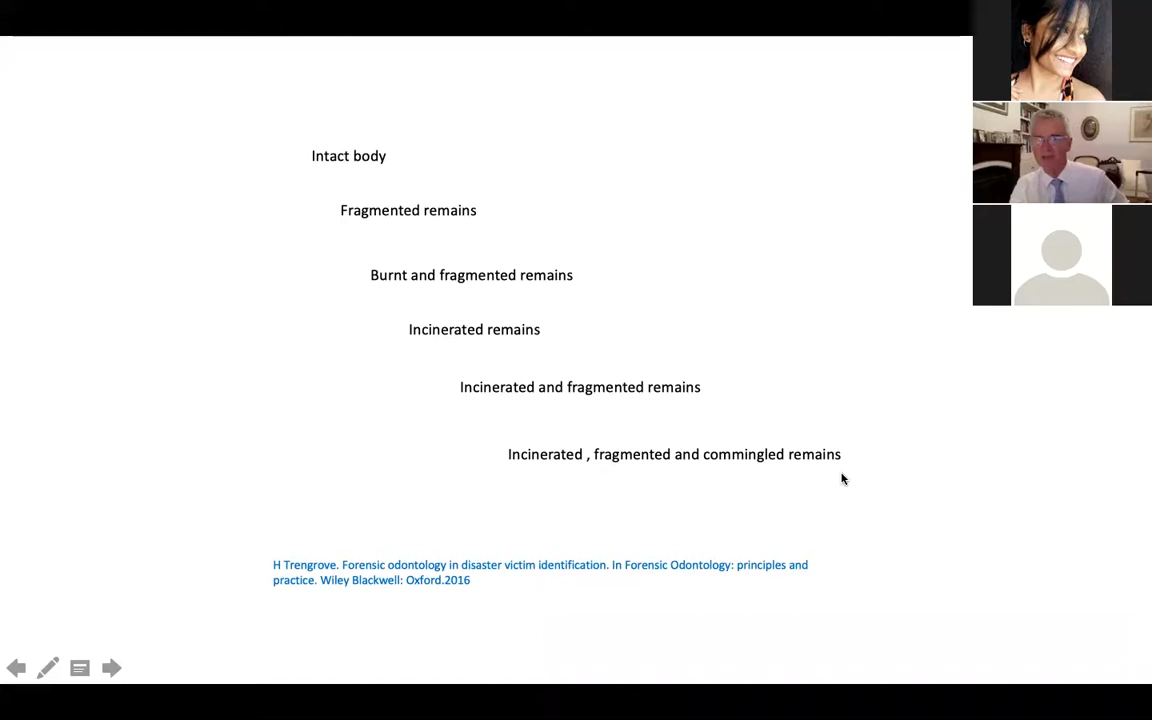 Intact body
Fragmented remains
Burnt and fragmented remains
Incinerated remains
Incinerated and fragmented remains
Incinerated , fragmented and commingled remains
H Trengrove. Forensic odontology in disaster victim identification. In Forensic Odontology: principles and
practice. Wiley Blackwell: Oxford.2016